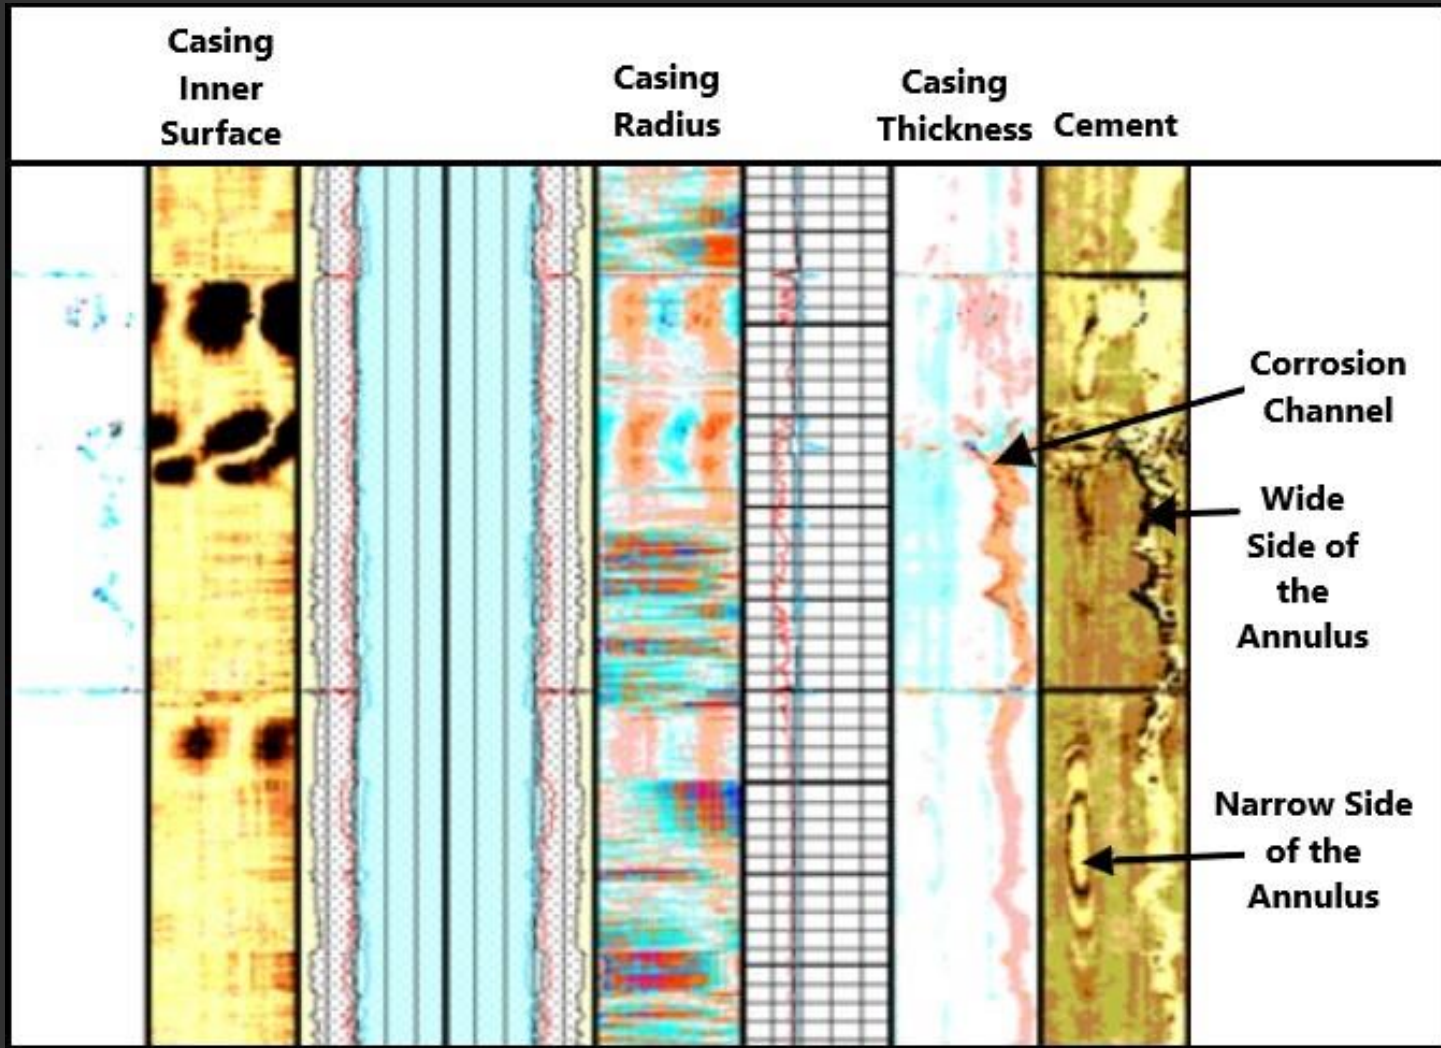 Casing
Inner
Surface
Casing
Radius
Casing
Thickness
Cement
Corrosion
Channel
Wide
Side of
the
Annulus
Narrow Side
of the
Annulus